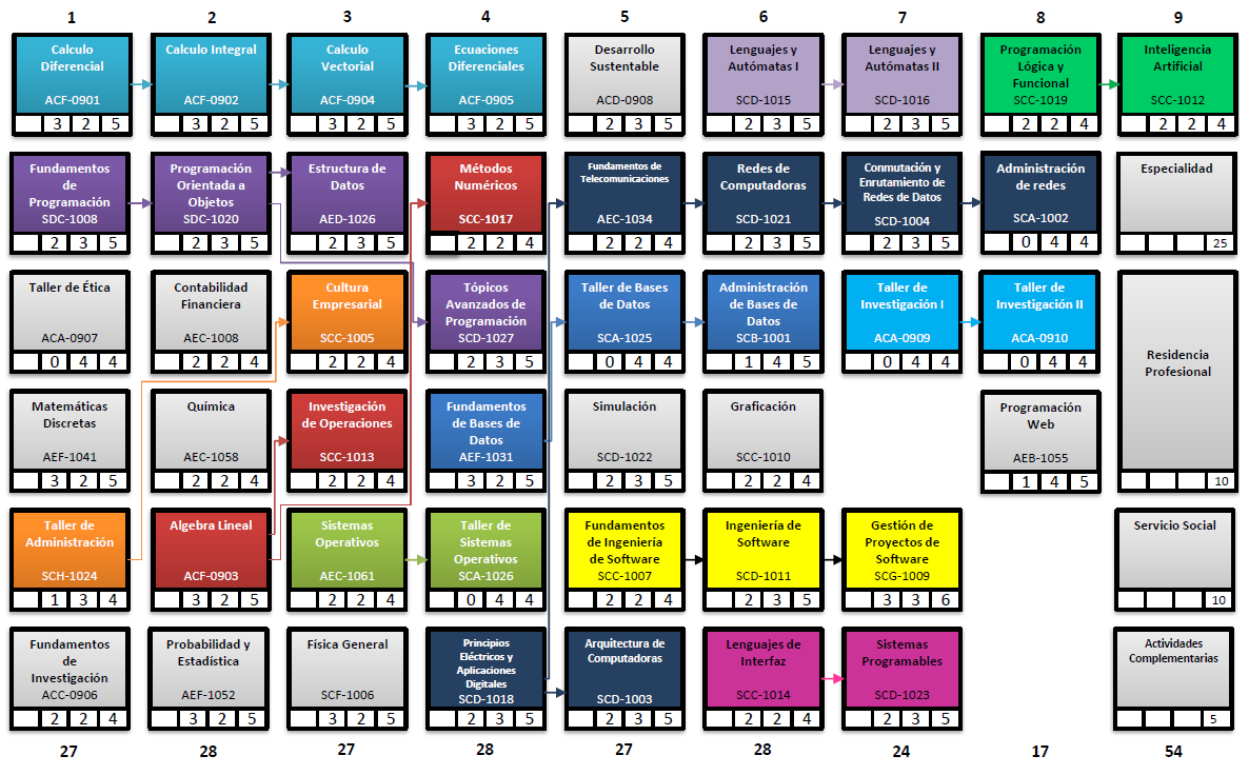 1 2 3 4 5 6 7 8 9
Calculo
Diferencial
ACF-0901
3 2 5
Calculo Integral
ACF-0902
3 2 5
Calculo
Vectorial
ACF-0904
3 2 5
Ecuaciones
Diferenciales
ACF-0905
3 2 5
Desarrollo
Sustentable
ACD-0908
2 3 5
Lenguajes y
Autómatas I
SCD-1015
2 3 5
Lenguajes y
Autómatas II
SCD-1016
2 3 5
Programación
Lógica y
Funcional
SCC-1019
2 2 4
Inteligencia
Artificial
SCC-1012
2 2 4
Fundamentos
de
Programación
SDC-1008
2 3 5
Programación
Orientada a
Objetos
SDC-1020
2 3 5
Estructura de
Datos
AED-1026
2 3 5
Métodos
Numéricos
SCC-1017
2 2 4
Fundamentos de
Telecomunicaciones
AEC-1034
2 2 4
Redes de
Computadoras
SCD-1021
2 3 5
Conmutación y
Enrutamiento de
Redes de Datos
SCD-1004
2 3 5
Administración
de redes
SCA-1002
0 4 4
Especialidad
25
Taller de Ética
ACA-0907
0 4 4
Contabilidad
Financiera
AEC-1008
2 2 4
Cultura
Empresarial
SCC-1005
2 2 4
Tópicos
Avanzados de
Programación
SCD-1027
2 3 5
Taller de Bases
de Datos
SCA-1025
0 4 4
Administración
de Bases de
Datos
SCB-1001
1 4 5
Taller de
Investigación I
ACA-0909
0 4 4
Taller de
Investigación II
ACA-0910
0 4 4
Residencia
Profesional
10
Matemáticas
Discretas
AEF-1041
3 2 5
Química
AEC-1058
2 2 4
Investigación
de Operaciones
SCC-1013
2 2 4
Fundamentos
de Bases de
Datos
AEF-1031
3 2 5
Simulación
SCD-1022
2 3 5
Graficación
SCC-1010
2 2 4
Programación
Web
AEB-1055
1 4 5
Taller de
Administración
SCH-1024
1 3 4
Algebra Lineal
ACF-0903
3 2 5
Sistemas
Operativos
AEC-1061
2 2 4
Taller de
Sistemas
Operativos
SCA-1026
0 4 4
Fundamentos
de Ingeniería
de Software
SCC-1007
2 2 4
Ingeniería de
Software
SCD-1011
2 3 5
Gestión de
Proyectos de
Software
SCG-1009
3 3 6
Servicio Social
10
Fundamentos
de
Investigación
ACC-0906
2 2 4
Probabilidad y
Estadística
AEF-1052
3 2 5
Física General
SCF-1006
3 2 5
Principios
Eléctricos y
Aplicaciones
Digitales
SCD-1018
2 3 5
Arquitectura de
Computadoras
SCD-1003
2 3 5
Lenguajes de
Interfaz
SCC-1014
2 2 4
Sistemas
Programables
SCD-1023
2 3 5
Actividades
Complementarias
5
27 28 27 28 27 28 24 17 54